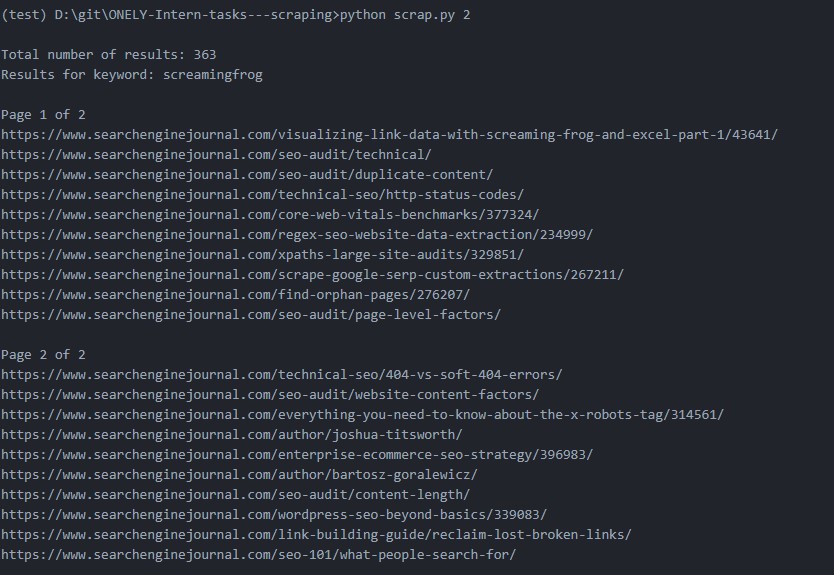 (test) D:\git\ONELY-Intern-tasks---scraping>python scrap.py 2
Total number of results: 363
Results for keyword: screamingfrog
Page 1 of 2
https://www.searchenginejournal.com/visualizing-link-data-with-screaming-frog-and-excel-part-1/43641/
https://www.searchenginejournal.com/seo-audit/technical/
https://www.searchenginejournal.com/seo-audit/duplicate-content/
https://www.searchenginejournal.com/technical-seo/http-status-codes/
https://www.searchenginejournal.com/core-web-vitals-benchmarks/377324/
https://www.searchenginejournal.com/regex-seo-website-data-extraction/234999/
https://www.searchenginejournal.com/xpaths-large-site-audits/329851/
https://www.searchenginejournal.com/scrape-google-serp-custom-extractions/267211/
https://www.searchenginejournal.com/find-orphan-pages/276207/
https://www.searchenginejournal.com/seo-audit/page-level-factors/
Page 2 of 2
https://www.searchenginejournal.com/technical-seo/404-vs-soft-404-errors/
https://www.searchenginejournal.com/seo-audit/website-content-factors/
https://www.searchenginejournal.com/everything-you-need-to-know-about-the-x-robots-tag/314561/
https://www.searchenginejournal.com/author/joshua-titsworth/
https://www.searchenginejournal.com/enterprise-ecommerce-seo-strategy/396983/
https://www.searchenginejournal.com/author/bartosz-goralewicz/
https://www.searchenginejournal.com/seo-audit/content-length/
https://www.searchenginejournal.com/wordpress-seo-beyond-basics/339083/
https://www.searchenginejournal.com/link-building-guide/reclaim-lost-broken-links/
https://www.searchenginejournal.com/seo-101/what-people-search-for/